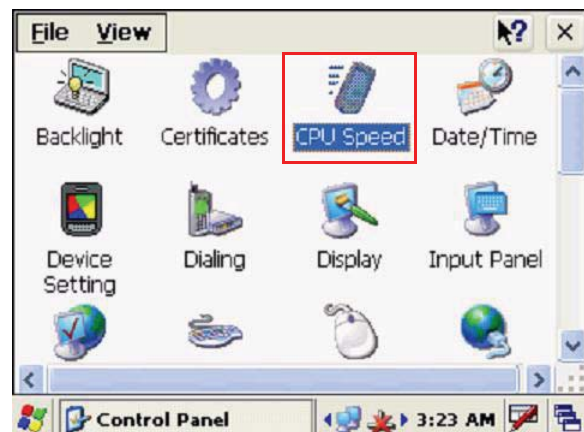 File View ?
Backlight Certificates CPU Speed Date/Time
Device Setting Dialing Display Input Panel
Control Panel 3:23 AM